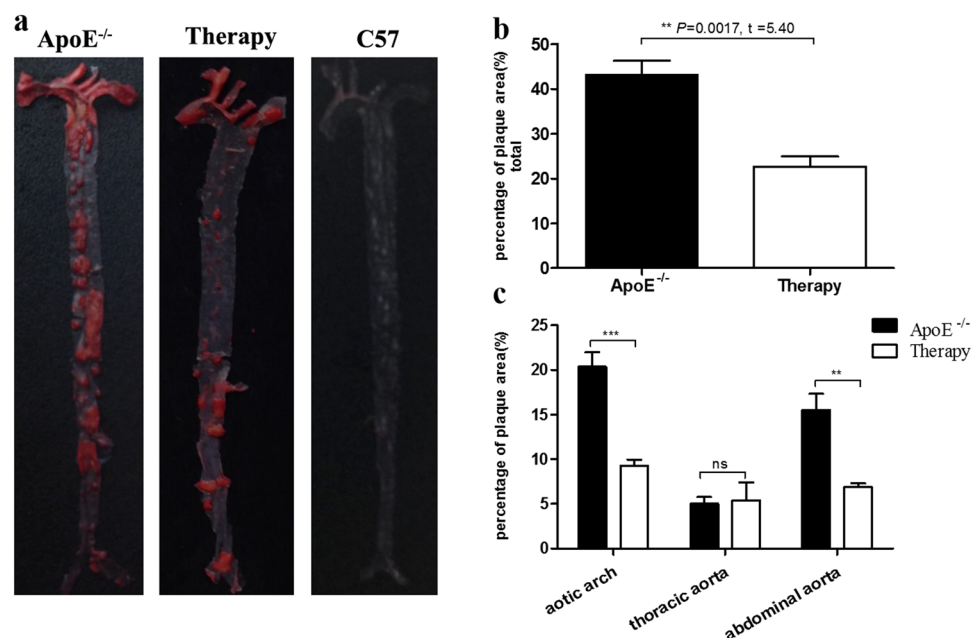 a
ApoE-/-
Therapy
C57
b
** P=0.0017, t =5.40
percentage of plaque area(%)
total
50
40
30
20
10
0
ApoE-/-
Therapy
c
ApoE -/-
Therapy
percentage of plaque area(%)
25
20
15
10
5
0
***
ns
**
aotic arch
thoracic aorta
abdominal aorta